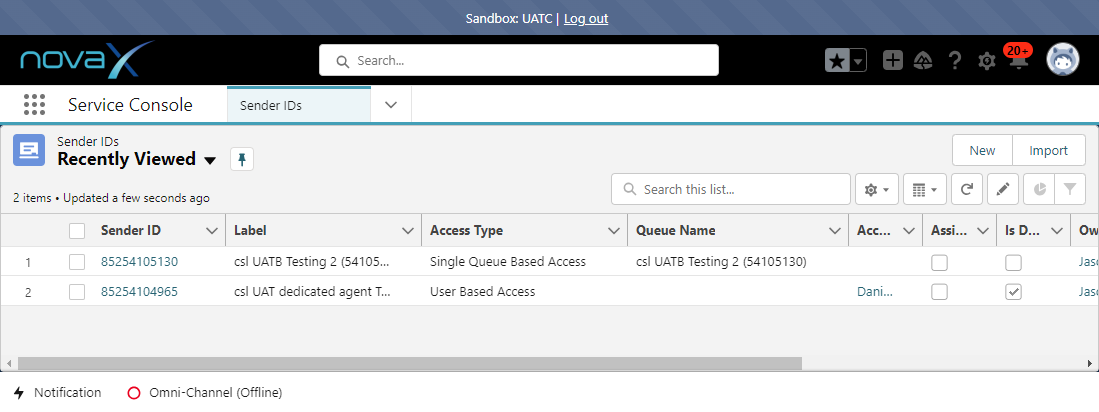 Sandbox: UATC | Log out
novaX
Search...
20+
Service Console
Sender IDs
Sender IDs
Recently Viewed
New
Import
2 items • Updated a few seconds ago
Search this list...
Sender ID Label Access Type Queue Name Acc... Assi... Is D... Ow
1 85254105130 csl UATB Testing 2 (54105... Single Queue Based Access csl UATB Testing 2 (54105130) Jas
2 85254104965 csl UAT dedicated agent T... User Based Access Dani... Jas
Notification Omni-Channel (Offline)